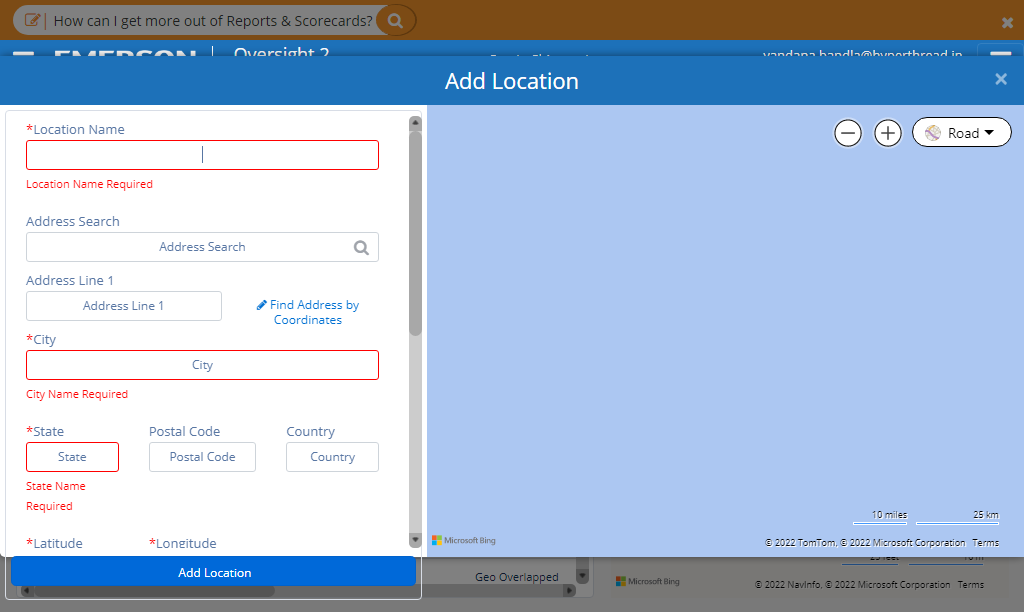 How can I get more out of Reports & Scorecards?
EMERSON
Oversight 2
vandana.bandla@hyperthread.in
Add Location
*Location Name
Location Name Required
Address Search
Address Search
Address Line 1
Address Line 1
Find Address by
Coordinates
*City
City
City Name Required
*State Postal Code Country
State Postal Code Country
State Name
Required
*Latitude *Longitude
Add Location
Road
10 miles 25 km
Microsoft Bing
© 2022 TomTom, © 2022 Microsoft Corporation Terms
Geo Overlapped
Microsoft Bing
© 2022 NavInfo, © 2022 Microsoft Corporation Terms